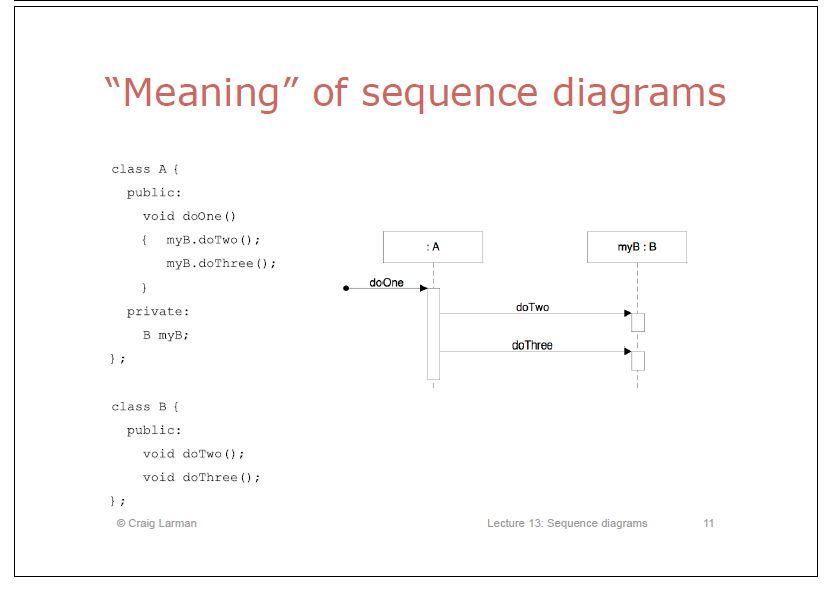 “Meaning” of sequence diagrams
class A {
public:
void doOne()
{ myB.doTwo();
myB.doThree();
}
private:
B myB;
};
class B {
public:
void doTwo();
void doThree();
};
: A
myB : B
doOne
doTwo
doThree
© Craig Larman
Lecture 13: Sequence diagrams
11